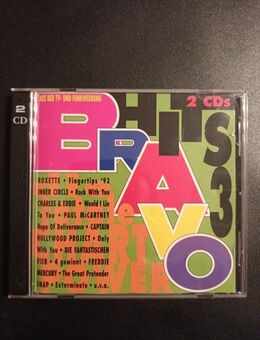 2
CD
AUS DER TV- UND FUNKWERBUNG
2 CDs
BRAVO
HITS 3
ROXETTE • Fingertips '93
INNER CIRCLE • Rock With You
CHARLES & EDDIE • Would I Lie
To You • PAUL McCARTNEY
Hope Of Deliverance • CAPTAIN
HOLLYWOOD PROJECT • Only
With You • DIE FANTASTISCHEN
VIER • 4 gewinnt • FREDDIE
MERCURY • The Great Pretender
SNAP • Exterminate • u.v.a.